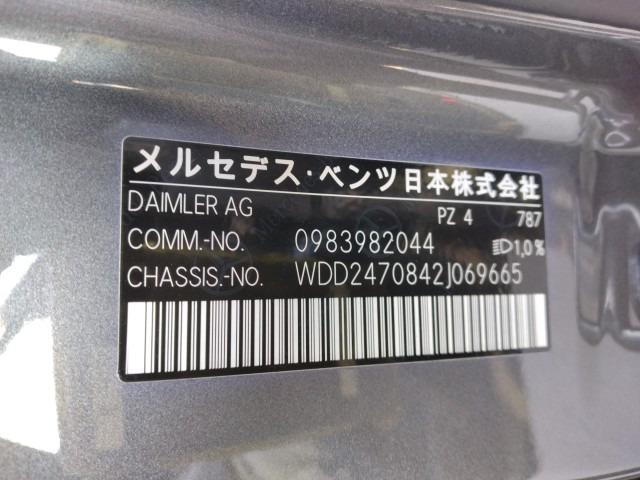 メルセデス・ベンツ日本株式会社
DAIMLER AG PZ 4 787
COMM.-NO. 0983982044 1,0%
CHASSIS.-NO. WDD2470842J069665